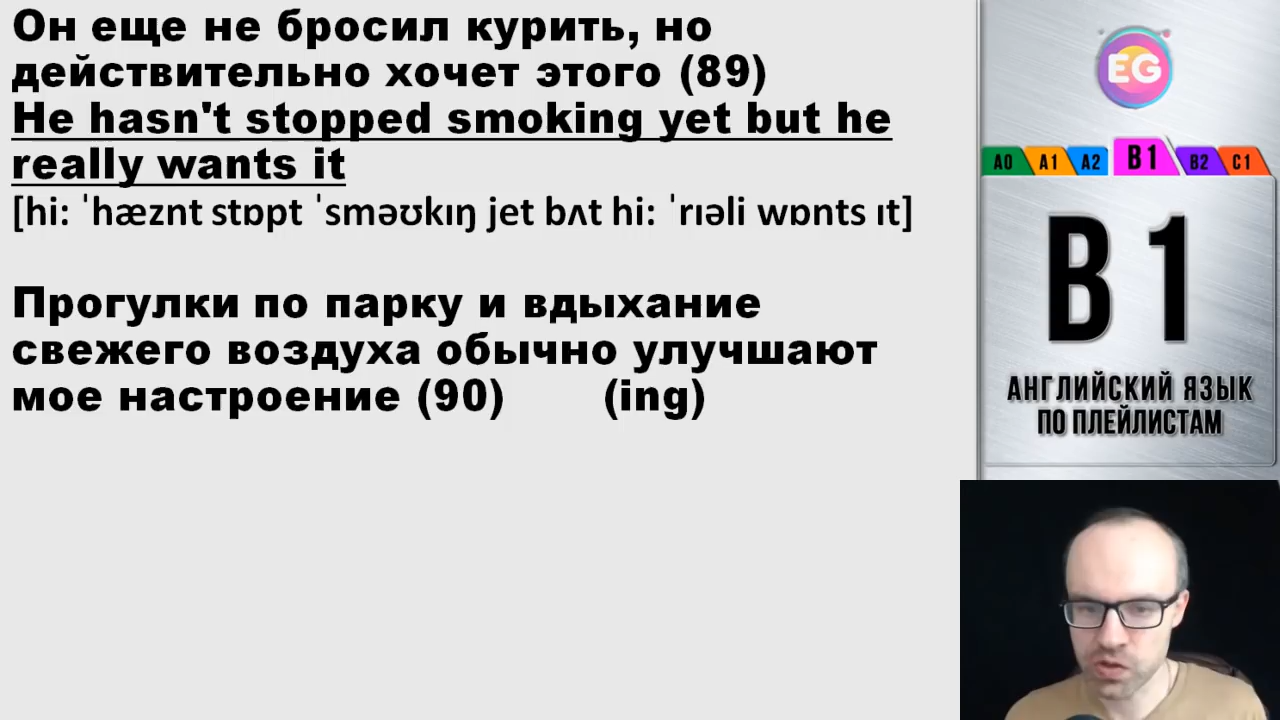 Он еще не бросил курить, но
действительно хочет этого (89)
He hasn't stopped smoking yet but he
really wants it
[hi: ˈhæznt stɒpt ˈsməʊkɪŋ jet bʌt hi: ˈrɪəli wɒnts ɪt]
Прогулки по парку и вдыхание
свежего воздуха обычно улучшают
мое настроение (90) (ing)
EG
A0 A1 A2 B1 B2 C1
B1
АНГЛИЙСКИЙ ЯЗЫК
ПО ПЛЕЙЛИСТАМ